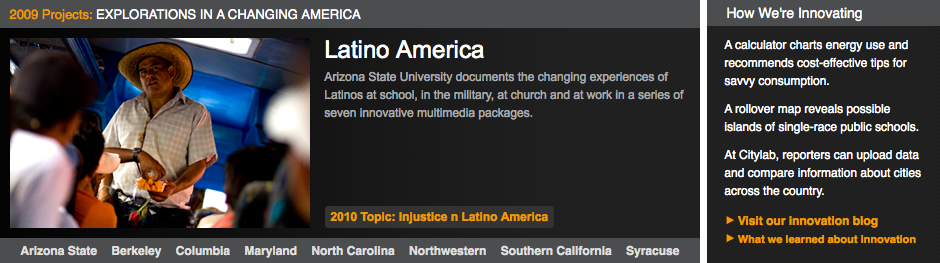 2009 Projects: EXPLORATIONS IN A CHANGING AMERICA
Latino America
Arizona State University documents the changing experiences of
Latinos at school, in the military, at church and at work in a series of
seven innovative multimedia packages.
2010 Topic: Injustice n Latino America
Arizona State Berkeley Columbia Maryland North Carolina Northwestern Southern California Syracuse
How We're Innovating
A calculator charts energy use and
recommends cost-effective tips for
savvy consumption.
A rollover map reveals possible
islands of single-race public schools.
At Citylab, reporters can upload data
and compare information about cities
across the country.
Visit our innovation blog
What we learned about innovation